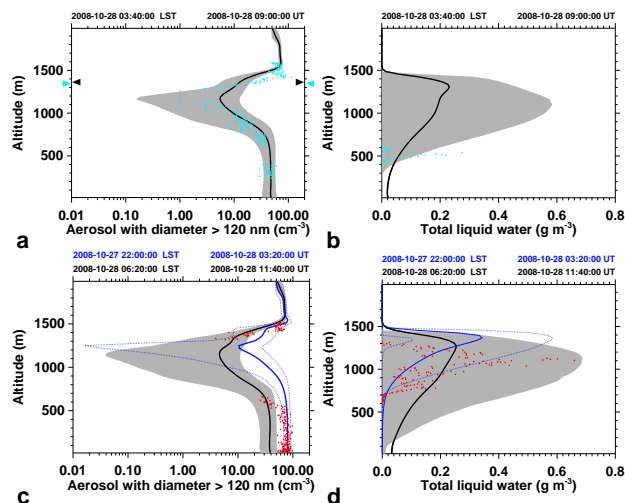 2008-10-28 03:40:00 LST 2008-10-28 09:00:00 UT
2008-10-28 03:40:00 LST 2008-10-28 09:00:00 UT
Altitude (m)
1500
1000
500
0.01 0.10 1.00 10.00 100.00
a Aerosol with diameter > 120 nm (cm-3)
Altitude (m)
1500
1000
500
0.0 0.2 0.4 0.6 0.8
b Total liquid water (g m-3)
2008-10-27 22:00:00 LST 2008-10-28 03:20:00 UT
2008-10-28 06:20:00 LST 2008-10-28 11:40:00 UT
2008-10-27 22:00:00 LST 2008-10-28 03:20:00 UT
2008-10-28 06:20:00 LST 2008-10-28 11:40:00 UT
Altitude (m)
1500
1000
500
0.01 0.10 1.00 10.00 100.00
c Aerosol with diameter > 120 nm (cm-3)
Altitude (m)
1500
1000
500
0.0 0.2 0.4 0.6 0.8
d Total liquid water (g m-3)